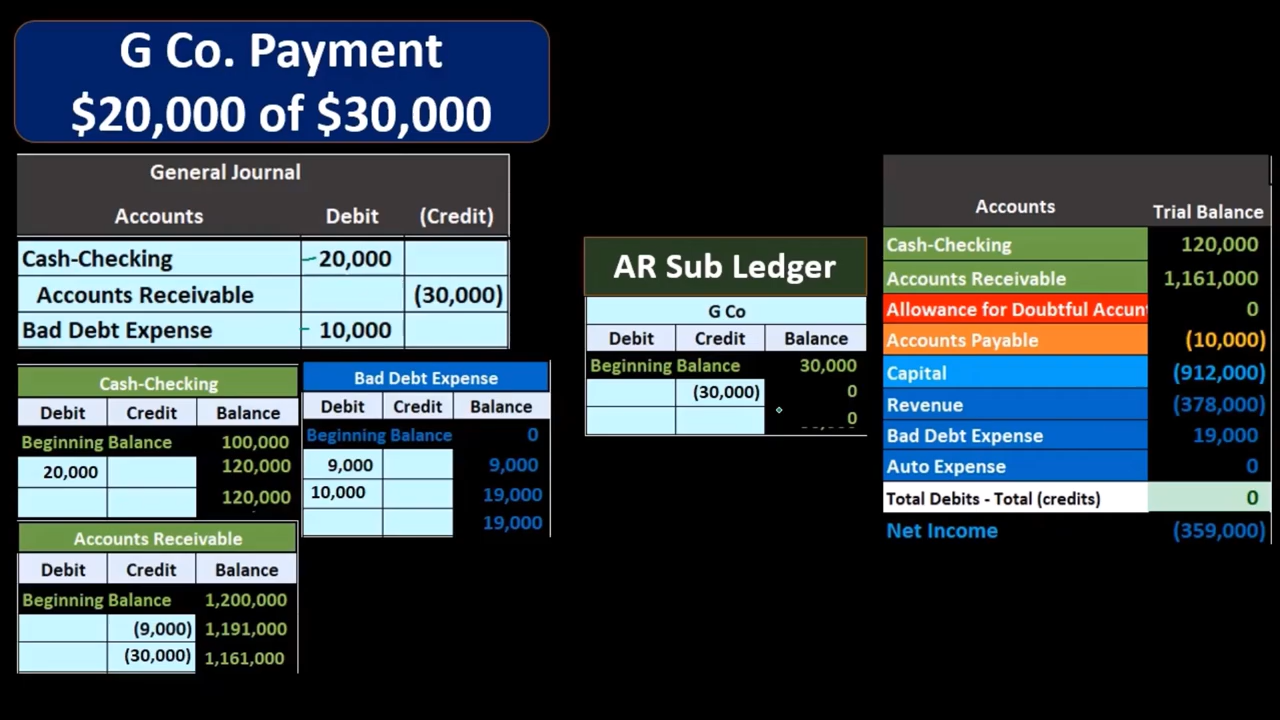 G Co. Payment
$20,000 of $30,000
General Journal
Accounts Debit (Credit)
Cash-Checking 20,000
Accounts Receivable (30,000)
Bad Debt Expense 10,000
Cash-Checking
Debit Credit Balance
Beginning Balance 100,000
20,000 120,000
120,000
Bad Debt Expense
Debit Credit Balance
Beginning Balance 0
9,000 9,000
10,000 19,000
19,000
Accounts Receivable
Debit Credit Balance
Beginning Balance 1,200,000
(9,000) 1,191,000
(30,000) 1,161,000
AR Sub Ledger
G Co
Debit Credit Balance
Beginning Balance 30,000
(30,000) 0
0
Accounts Trial Balance
Cash-Checking 120,000
Accounts Receivable 1,161,000
Allowance for Doubtful Accun 0
Accounts Payable (10,000)
Capital (912,000)
Revenue (378,000)
Bad Debt Expense 19,000
Auto Expense 0
Total Debits - Total (credits) 0
Net Income (359,000)